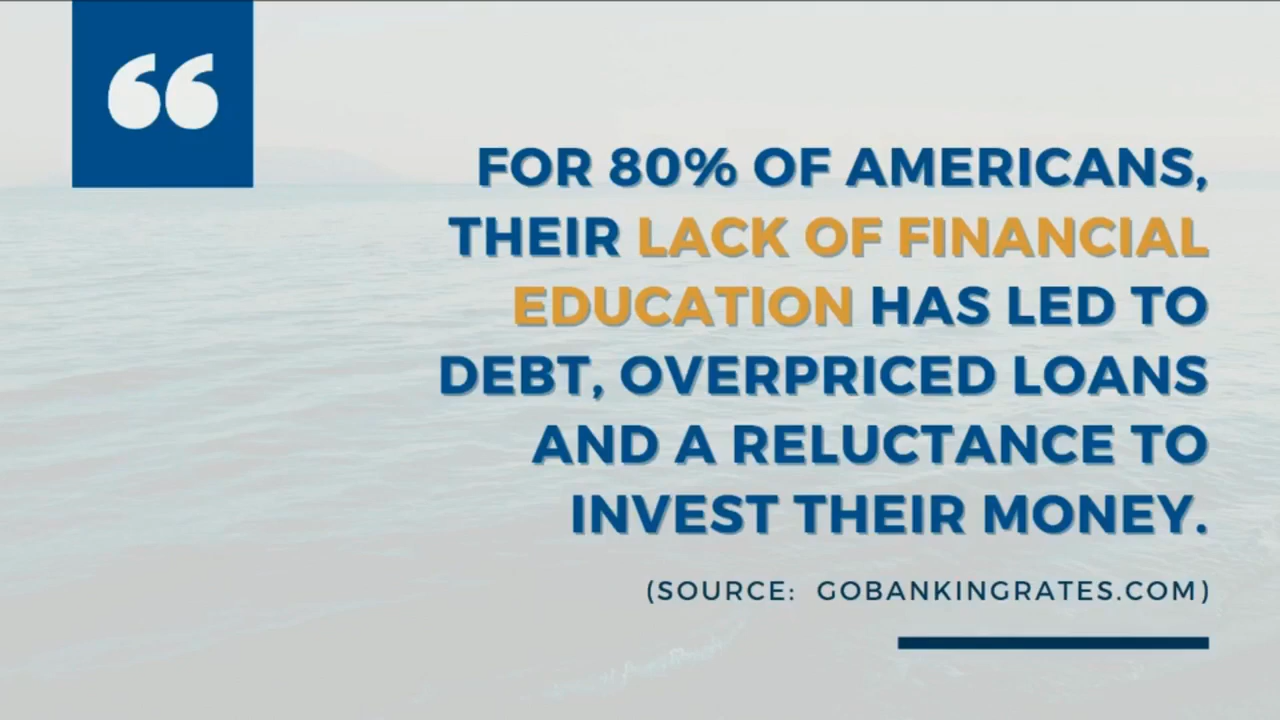 “
FOR 80% OF AMERICANS,
THEIR LACK OF FINANCIAL
EDUCATION HAS LED TO
DEBT, OVERPRICED LOANS
AND A RELUCTANCE TO
INVEST THEIR MONEY.
(SOURCE: GOBANKINGRATES.COM)